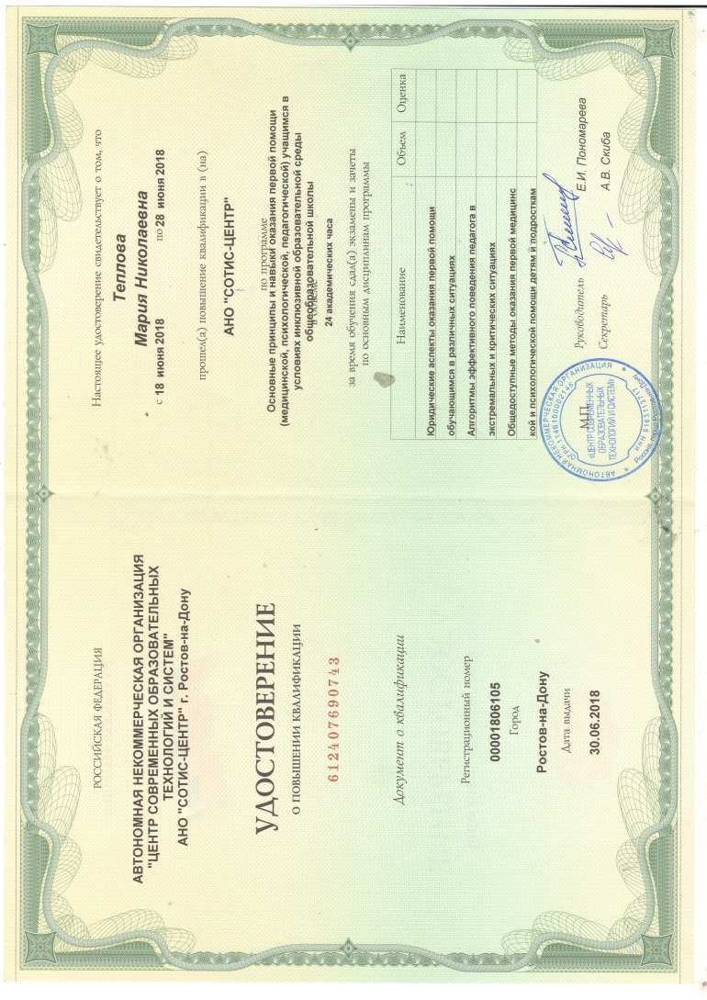 РОССИЙСКАЯ ФЕДЕРАЦИЯ
АВТОНОМНАЯ НЕКОММЕРЧЕСКАЯ ОРГАНИЗАЦИЯ
"ЦЕНТР СОВРЕМЕННЫХ ОБРАЗОВАТЕЛЬНЫХ
ТЕХНОЛОГИЙ И СИСТЕМ"
АНО "СОТИС-ЦЕНТР" г. Ростов-на-Дону
УДОСТОВЕРЕНИЕ
О ПОВЫШЕНИИ КВАЛИФИКАЦИИ
612407690743
Документ о квалификации
Регистрационный номер
00001806105
Город
Ростов-на-Дону
Дата выдачи
30.06.2018
Настоящее удостоверение свидетельствует о том, что
Теплова
Мария Николаевна
с 18 июня 2018 по 28 июня 2018
прошел(а) повышение квалификации в (на)
АНО "СОТИС-ЦЕНТР"
по программе
Основные принципы и навыки оказания первой помощи
(медицинской, психологической, педагогической) учащимся в
условиях инклюзивной образовательной среды
общеобразовательной школы
24 академических часа
за время обучения сдал(а) экзамены и зачеты
по основным дисциплинам программы
Наименование Объем Оценка
Юридические аспекты оказания первой помощи
обучающимся в различных ситуациях
Алгоритмы эффективного поведения педагога в
экстремальных и критических ситуациях
Общедоступные методы оказания первой медицинс
кой и психологической помощи детям й подросткам
Руководитель Е.И. Пономарева
Секретарь А.В. Скиба
М.П.
АВТОНОМНАЯ НЕКОММЕРЧЕСКАЯ ОРГАНИЗАЦИЯ
ОГРН 1146100002146
«ЦЕНТР СОВРЕМЕННЫХ
ОБРАЗОВАТЕЛЬНЫХ
ТЕХНОЛОГИЙ И СИСТЕМ»
ИНН 6163113717